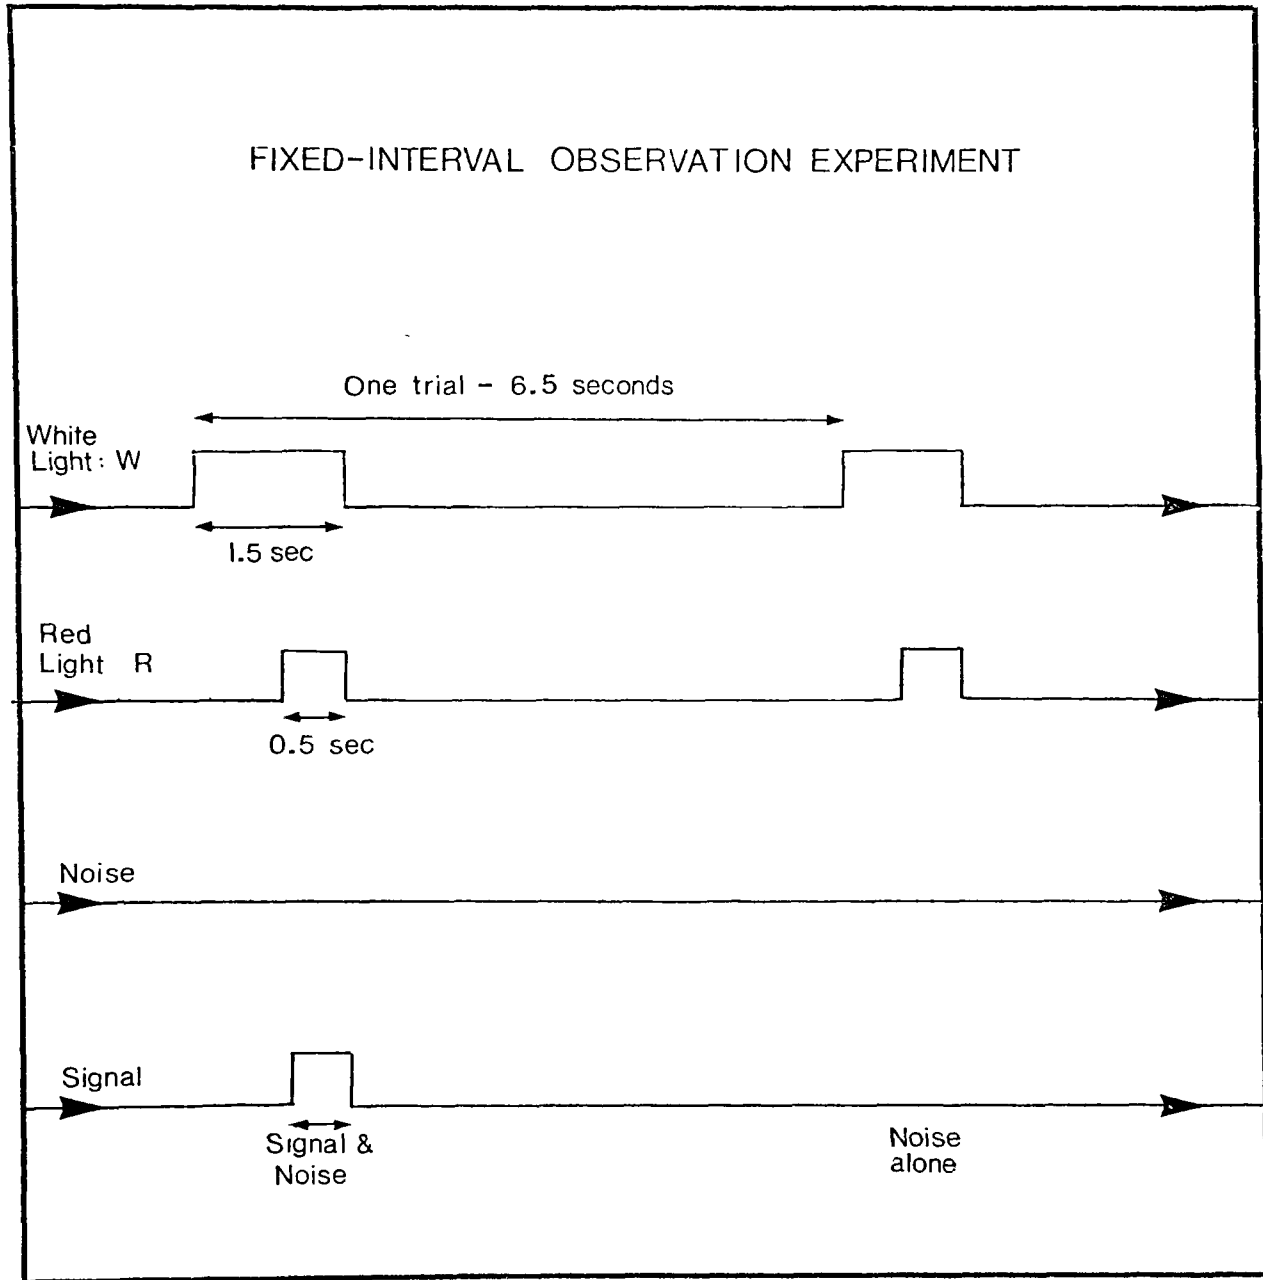 FIXED-INTERVAL OBSERVATION EXPERIMENT
One trial - 6.5 seconds
White
Light: W
1.5 sec
Red
Light R
0.5 sec
Noise
Signal
Signal &
Noise
Noise
alone